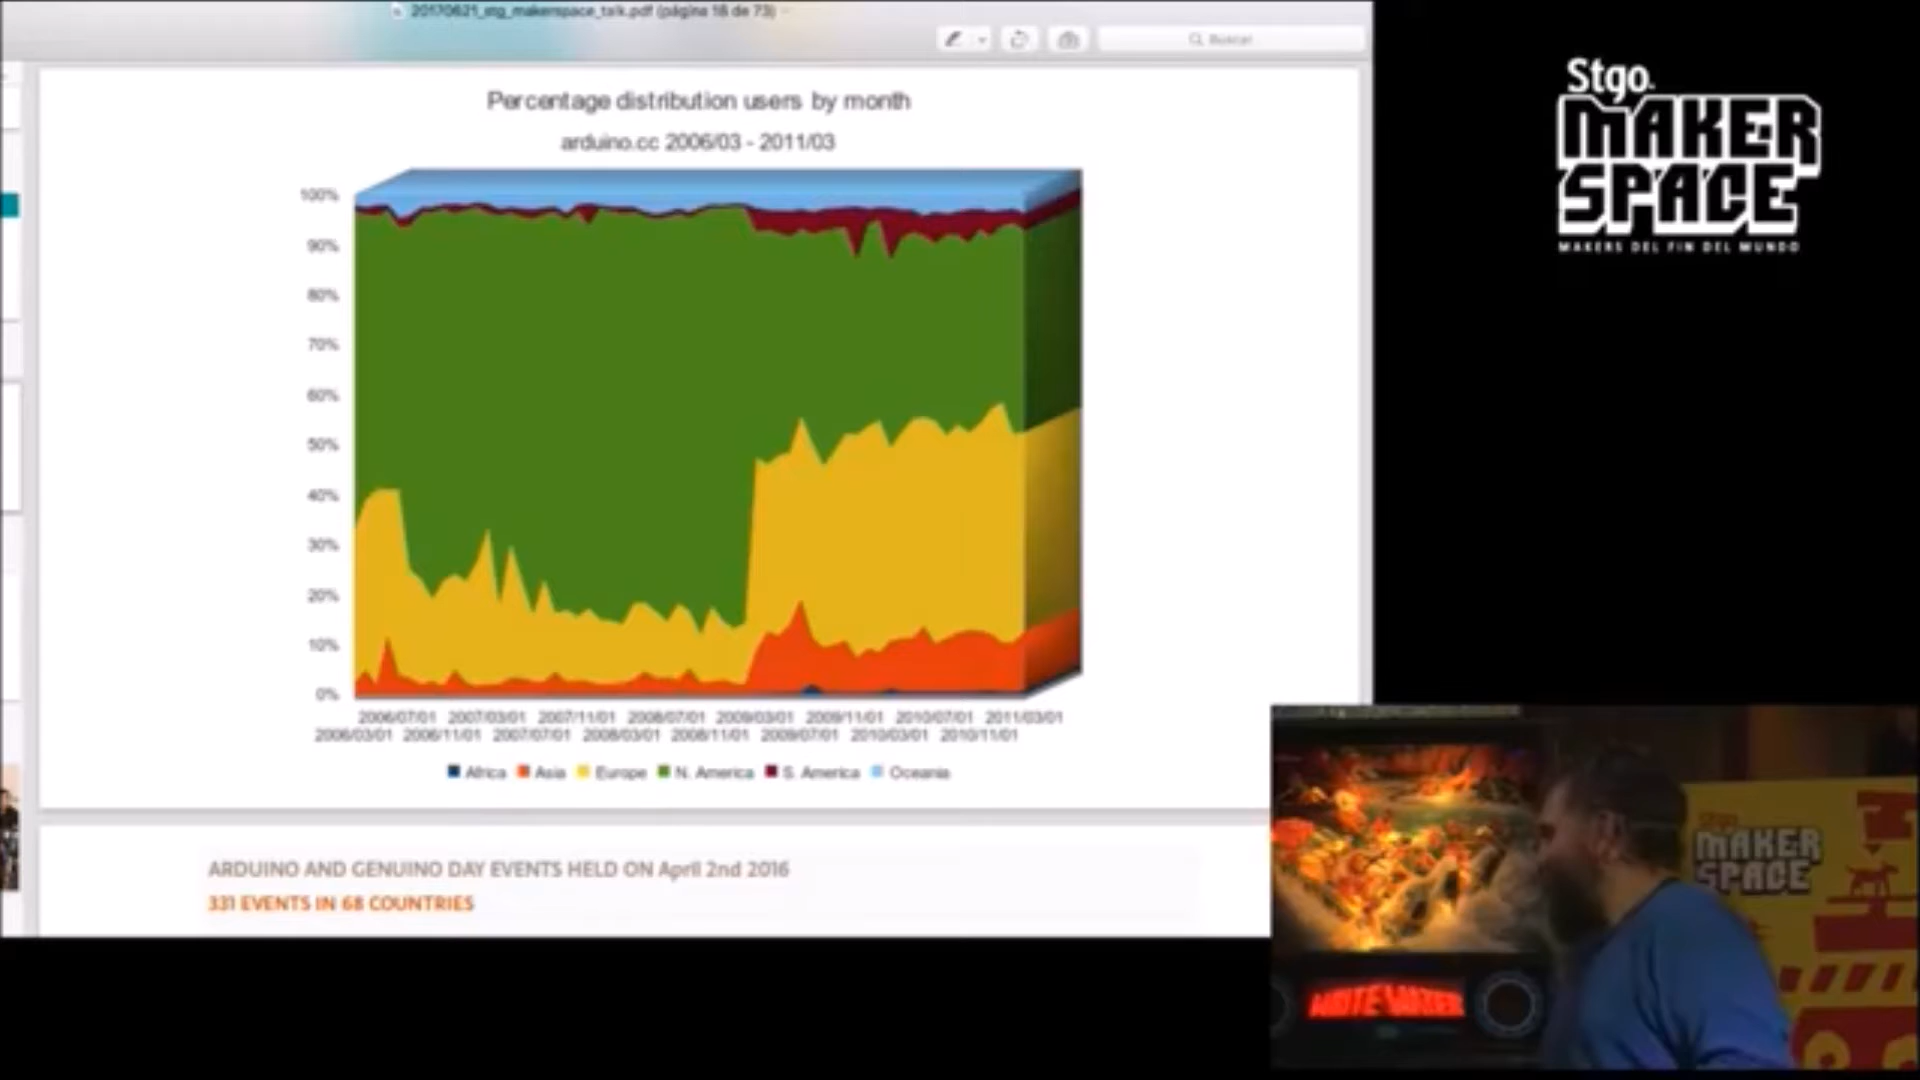 20170621_stg_makerspace_talk.pdf (página 18 de 73)
Buscar
Percentage distribution users by month
arduino.cc 2006/03 - 2011/03
100%
90%
80%
70%
60%
50%
40%
30%
20%
10%
0%
2006/07/01 2007/03/01 2007/11/01 2008/07/01 2009/03/01 2009/11/01 2010/07/01 2011/03/01
2006/03/01 2006/11/01 2007/07/01 2008/03/01 2008/11/01 2009/07/01 2010/03/01 2010/11/01
Africa Asia Europe N. America S. America Oceania
ARDUINO AND GENUINO DAY EVENTS HELD ON April 2nd 2016
331 EVENTS IN 68 COUNTRIES
Stgo.
MAKER
SPACE
MAKERS DEL FIN DEL MUNDO
Stgo.
MAKER
SPACE